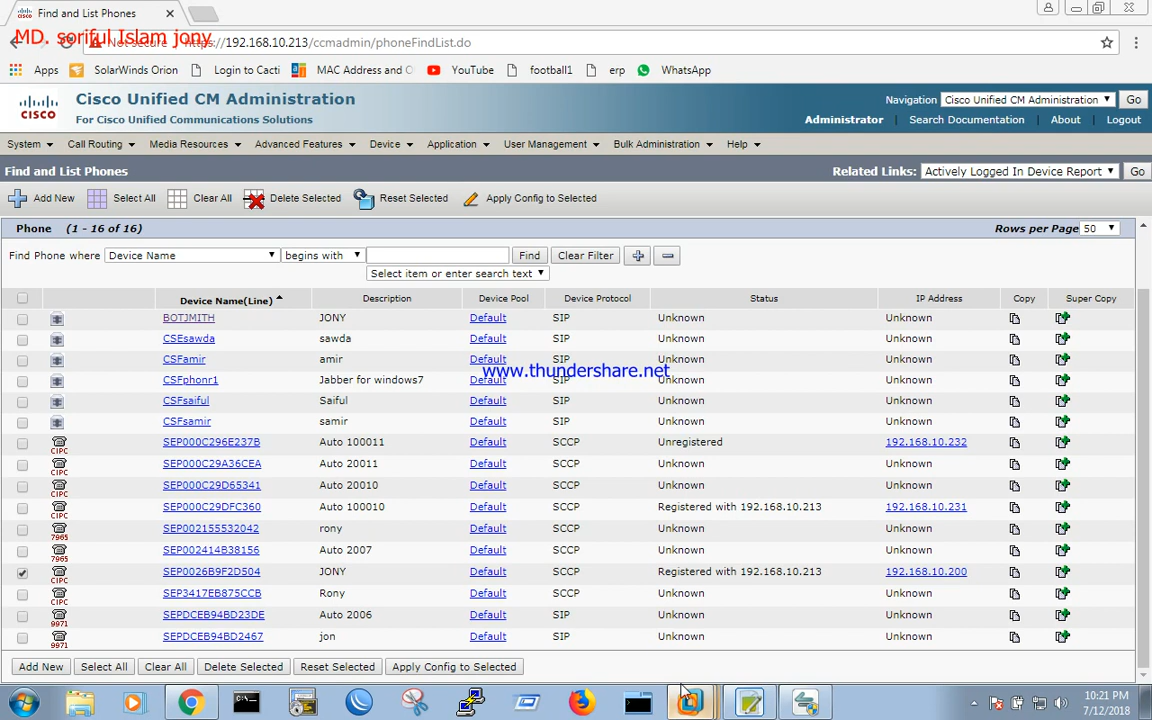 Find and List Phones
MD. soriful Islam jony
192.168.10.213/ccmadmin/phoneFindList.do
Apps SolarWinds Orion Login to Cacti MAC Address and YouTube football1 erp WhatsApp
CISCO
Cisco Unified CM Administration
For Cisco Unified Communications Solutions
Navigation Cisco Unified CM Administration Go
Administrator | Search Documentation | About | Logout
System Call Routing Media Resources Advanced Features Device Application User Management Bulk Administration Help
Find and List Phones
Related Links: Actively Logged In Device Report Go
Add New Select All Clear All Delete Selected Reset Selected Apply Config to Selected
Phone (1 - 16 of 16) Rows per Page 50
Find Phone where Device Name begins with Find Clear Filter
Select item or enter search text
Device Name(Line) Description Device Pool Device Protocol Status IP Address Copy Super Copy
BOTJMITH JONY Default SIP Unknown Unknown
CSEsawda sawda Default SIP Unknown Unknown
CSFamir amir Default SIP Unknown Unknown
www.thundershare.net
CSFphonr1 Jabber for windows7 Default SIP Unknown Unknown
CSFsaiful Saiful Default SIP Unknown Unknown
CSFsamir samir Default SIP Unknown Unknown
CIPC SEP000C296E237B Auto 100011 Default SCCP Unregistered 192.168.10.232
CIPC SEP000C29A36CEA Auto 20011 Default SCCP Unknown Unknown
CIPC SEP000C29D65341 Auto 20010 Default SCCP Unknown Unknown
CIPC SEP000C29DFC360 Auto 100010 Default SCCP Registered with 192.168.10.213 192.168.10.231
7965 SEP002155532042 rony Default SCCP Unknown Unknown
7965 SEP002414B38156 Auto 2007 Default SCCP Unknown Unknown
CIPC SEP0026B9F2D504 JONY Default SCCP Registered with 192.168.10.213 192.168.10.200
CIPC SEP3417EB875CCB Rony Default SCCP Unknown Unknown
9971 SEPDCEB94BD23DE Auto 2006 Default SIP Unknown Unknown
9971 SEPDCEB94BD2467 jon Default SIP Unknown Unknown
Add New Select All Clear All Delete Selected Reset Selected Apply Config to Selected
10:21 PM
7/12/2018